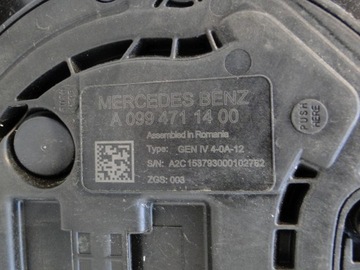 MERCEDES BENZ
A 099 471 14 00
Assembled in Romania
Type: GEN IV 4-0A-12
S/N: A2C153793000102762
ZGS: 003
PUSH
HERE